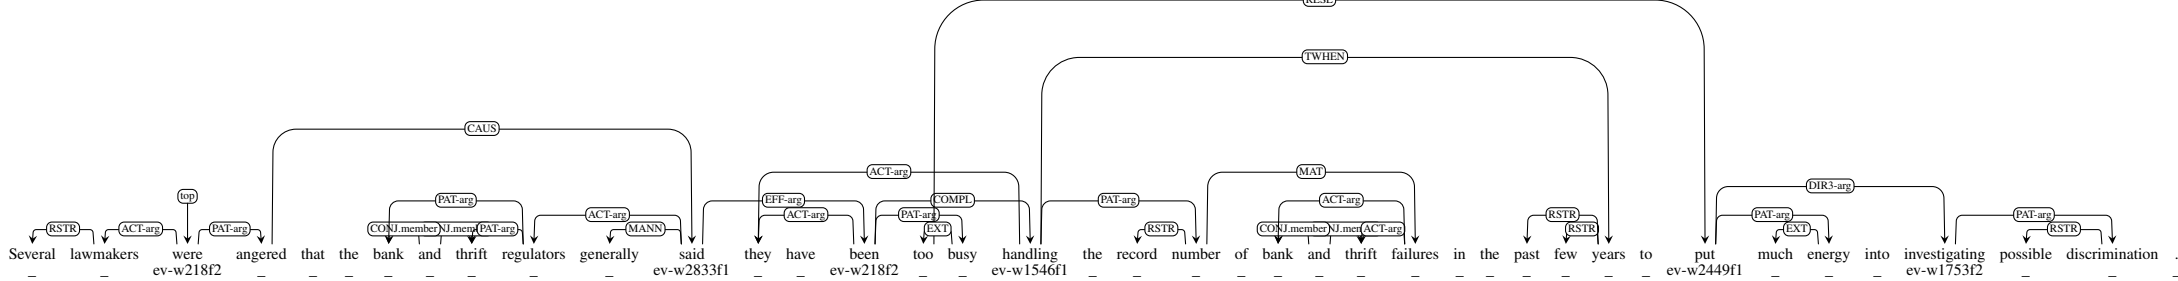 RESL
TWHEN
CAUS
ACT-arg MAT
DIR3-arg
top PAT-arg EFF-arg COMPL PAT-arg ACT-arg
ACT-arg ACT-arg PAT-arg RSTR PAT-arg PAT-arg
RSTR ACT-arg PAT-arg CONJ.member PAT-arg MANN EXT RSTR CONJ.member ACT-arg RSTR EXT RSTR
Several lawmakers were angered that the bank and thrift regulators generally said they have been too busy handling the record number of bank and thrift failures in the past few years to put much energy into investigating possible discrimination .
_ _ ev-w218f2 _ _ _ _ _ _ _ _ ev-w2833f1 _ _ ev-w218f2 _ _ ev-w1546f1 _ _ _ _ _ _ _ _ _ _ _ _ _ _ ev-w2449f1 _ _ _ ev-w1753f2 _ _ _